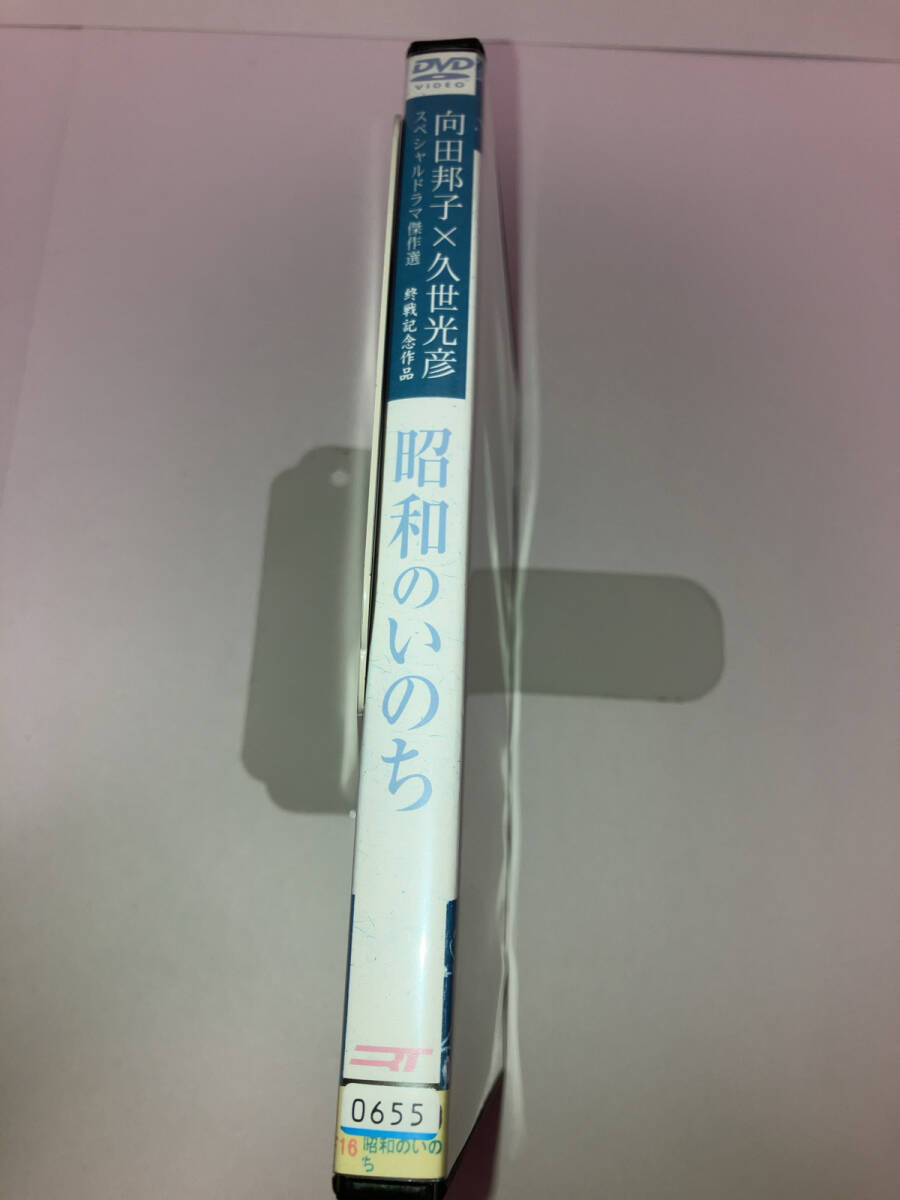 DVD
VIDEO
向田邦子×久世光彦
スペシャルドラマ傑作選 終戦記念作品
昭和のいのち
RT
0655
16 昭和のいの
ち